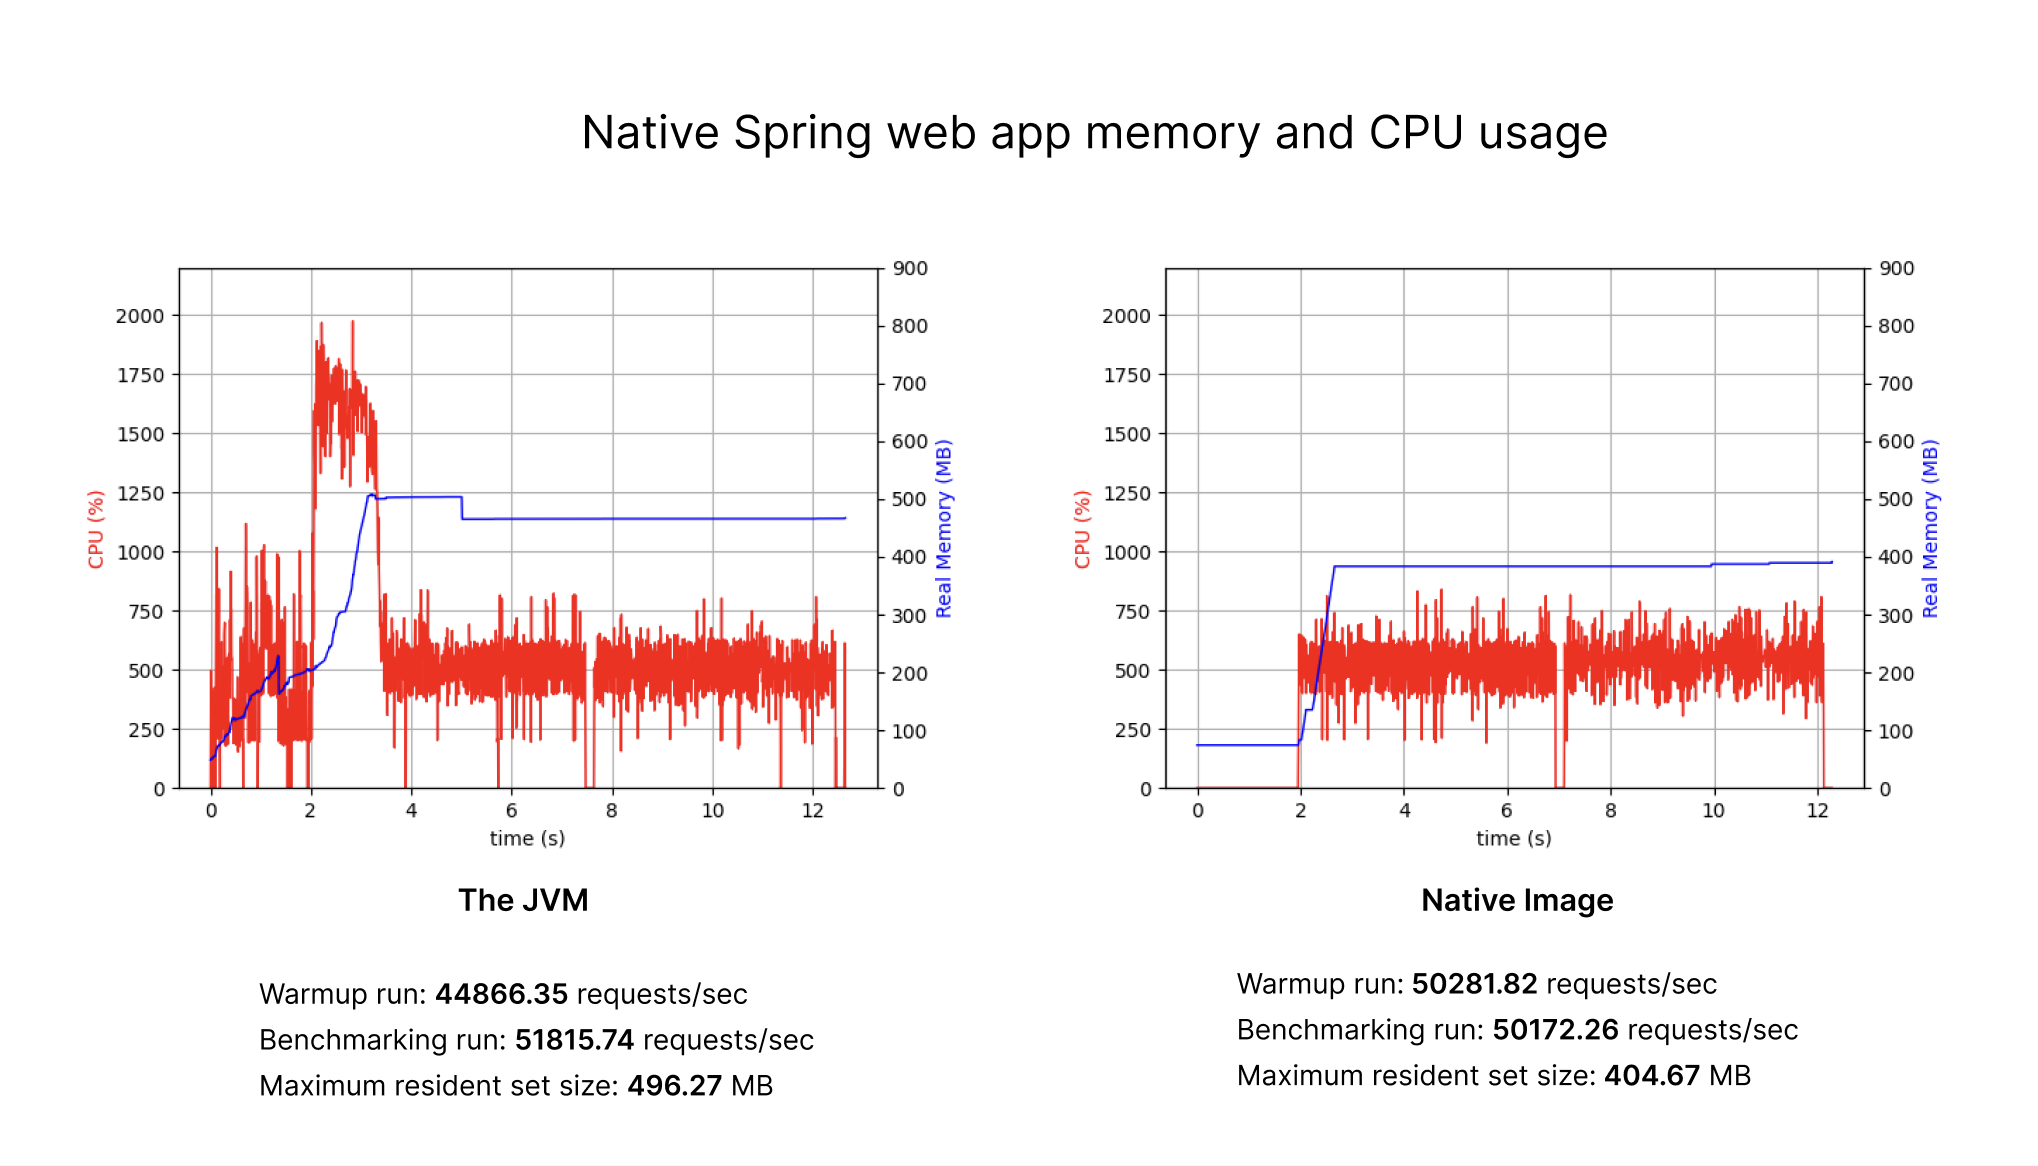 Native Spring web app memory and CPU usage
2000
1750
1500
1250
1000
750
500
250
0
CPU (%)
900
800
700
600
500
400
300
200
100
0
Real Memory (MB)
0 2 4 6 8 10 12
time (s)
The JVM
Warmup run: 44866.35 requests/sec
Benchmarking run: 51815.74 requests/sec
Maximum resident set size: 496.27 MB
2000
1750
1500
1250
1000
750
500
250
0
CPU (%)
900
800
700
600
500
400
300
200
100
0
Real Memory (MB)
0 2 4 6 8 10 12
time (s)
Native Image
Warmup run: 50281.82 requests/sec
Benchmarking run: 50172.26 requests/sec
Maximum resident set size: 404.67 MB